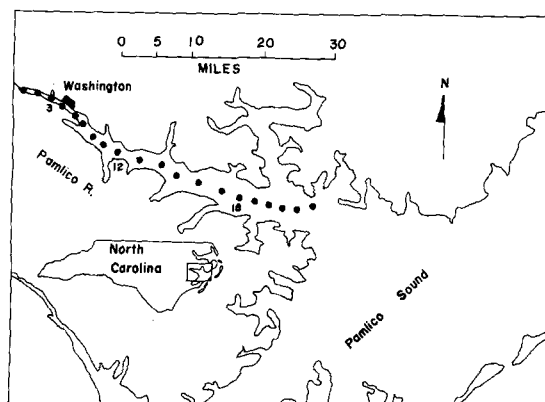 0 5 10 20 30
MILES
Washington
N
3
12
Pamlico R.
18
North
Carolina
Pamlico Sound